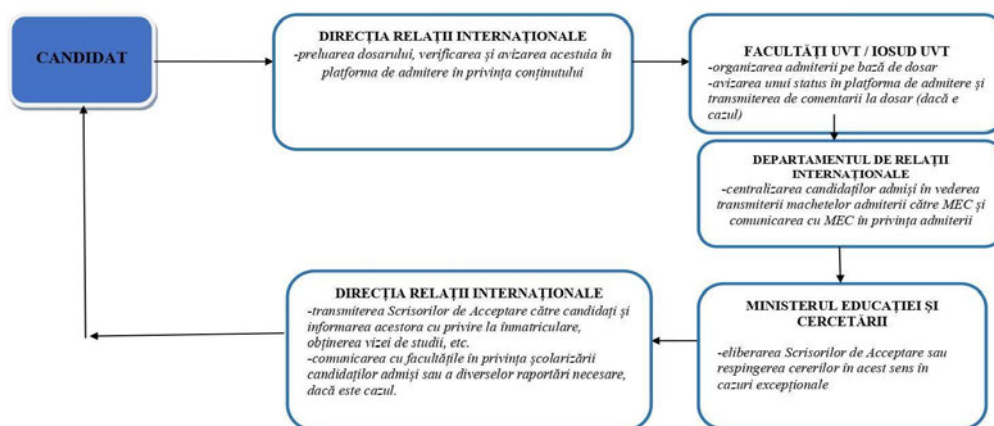 CANDIDAT
DIRECȚIA RELAȚII INTERNAȚIONALE
-preluarea dosarului, verificarea și avizarea acestuia în
platforma de admitere în privința conținutului
FACULTĂȚI UVT / IOSUD UVT
-organizarea admiterii pe bază de dosar
-avizarea unui status în platforma de admitere și
transmiterea de comentarii la dosar (dacă e
cazul)
DEPARTAMENTUL DE RELAȚII
INTERNAȚIONALE
-centralizarea candidaților admiși în vederea
transmiterii machetelor admiterii către MEC și
comunicarea cu MEC în privința admiterii
MINISTERUL EDUCAȚIEI ȘI
CERCETĂRII
-eliberarea Scrisorilor de Acceptare sau
respingerea cererilor în acest sens în
cazuri excepționale
DIRECȚIA RELAȚII INTERNAȚIONALE
-transmiterea Scrisorilor de Acceptare către candidați și
informarea acestora cu privire la înmatriculare,
obținerea vizei de studii, etc.
-comunicarea cu facultățile în privința școlarizării
candidaților admiși sau a diverselor raportări necesare,
dacă este cazul.